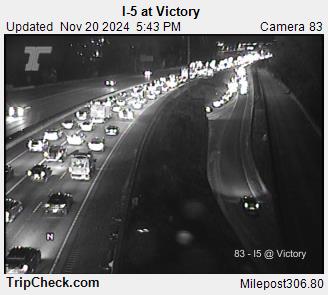 I-5 at Victory
Updated Nov 20 2024 5:43 PM Camera 83
T
N
83 - I5 @ Victory
TripCheck.com Milepost306.80